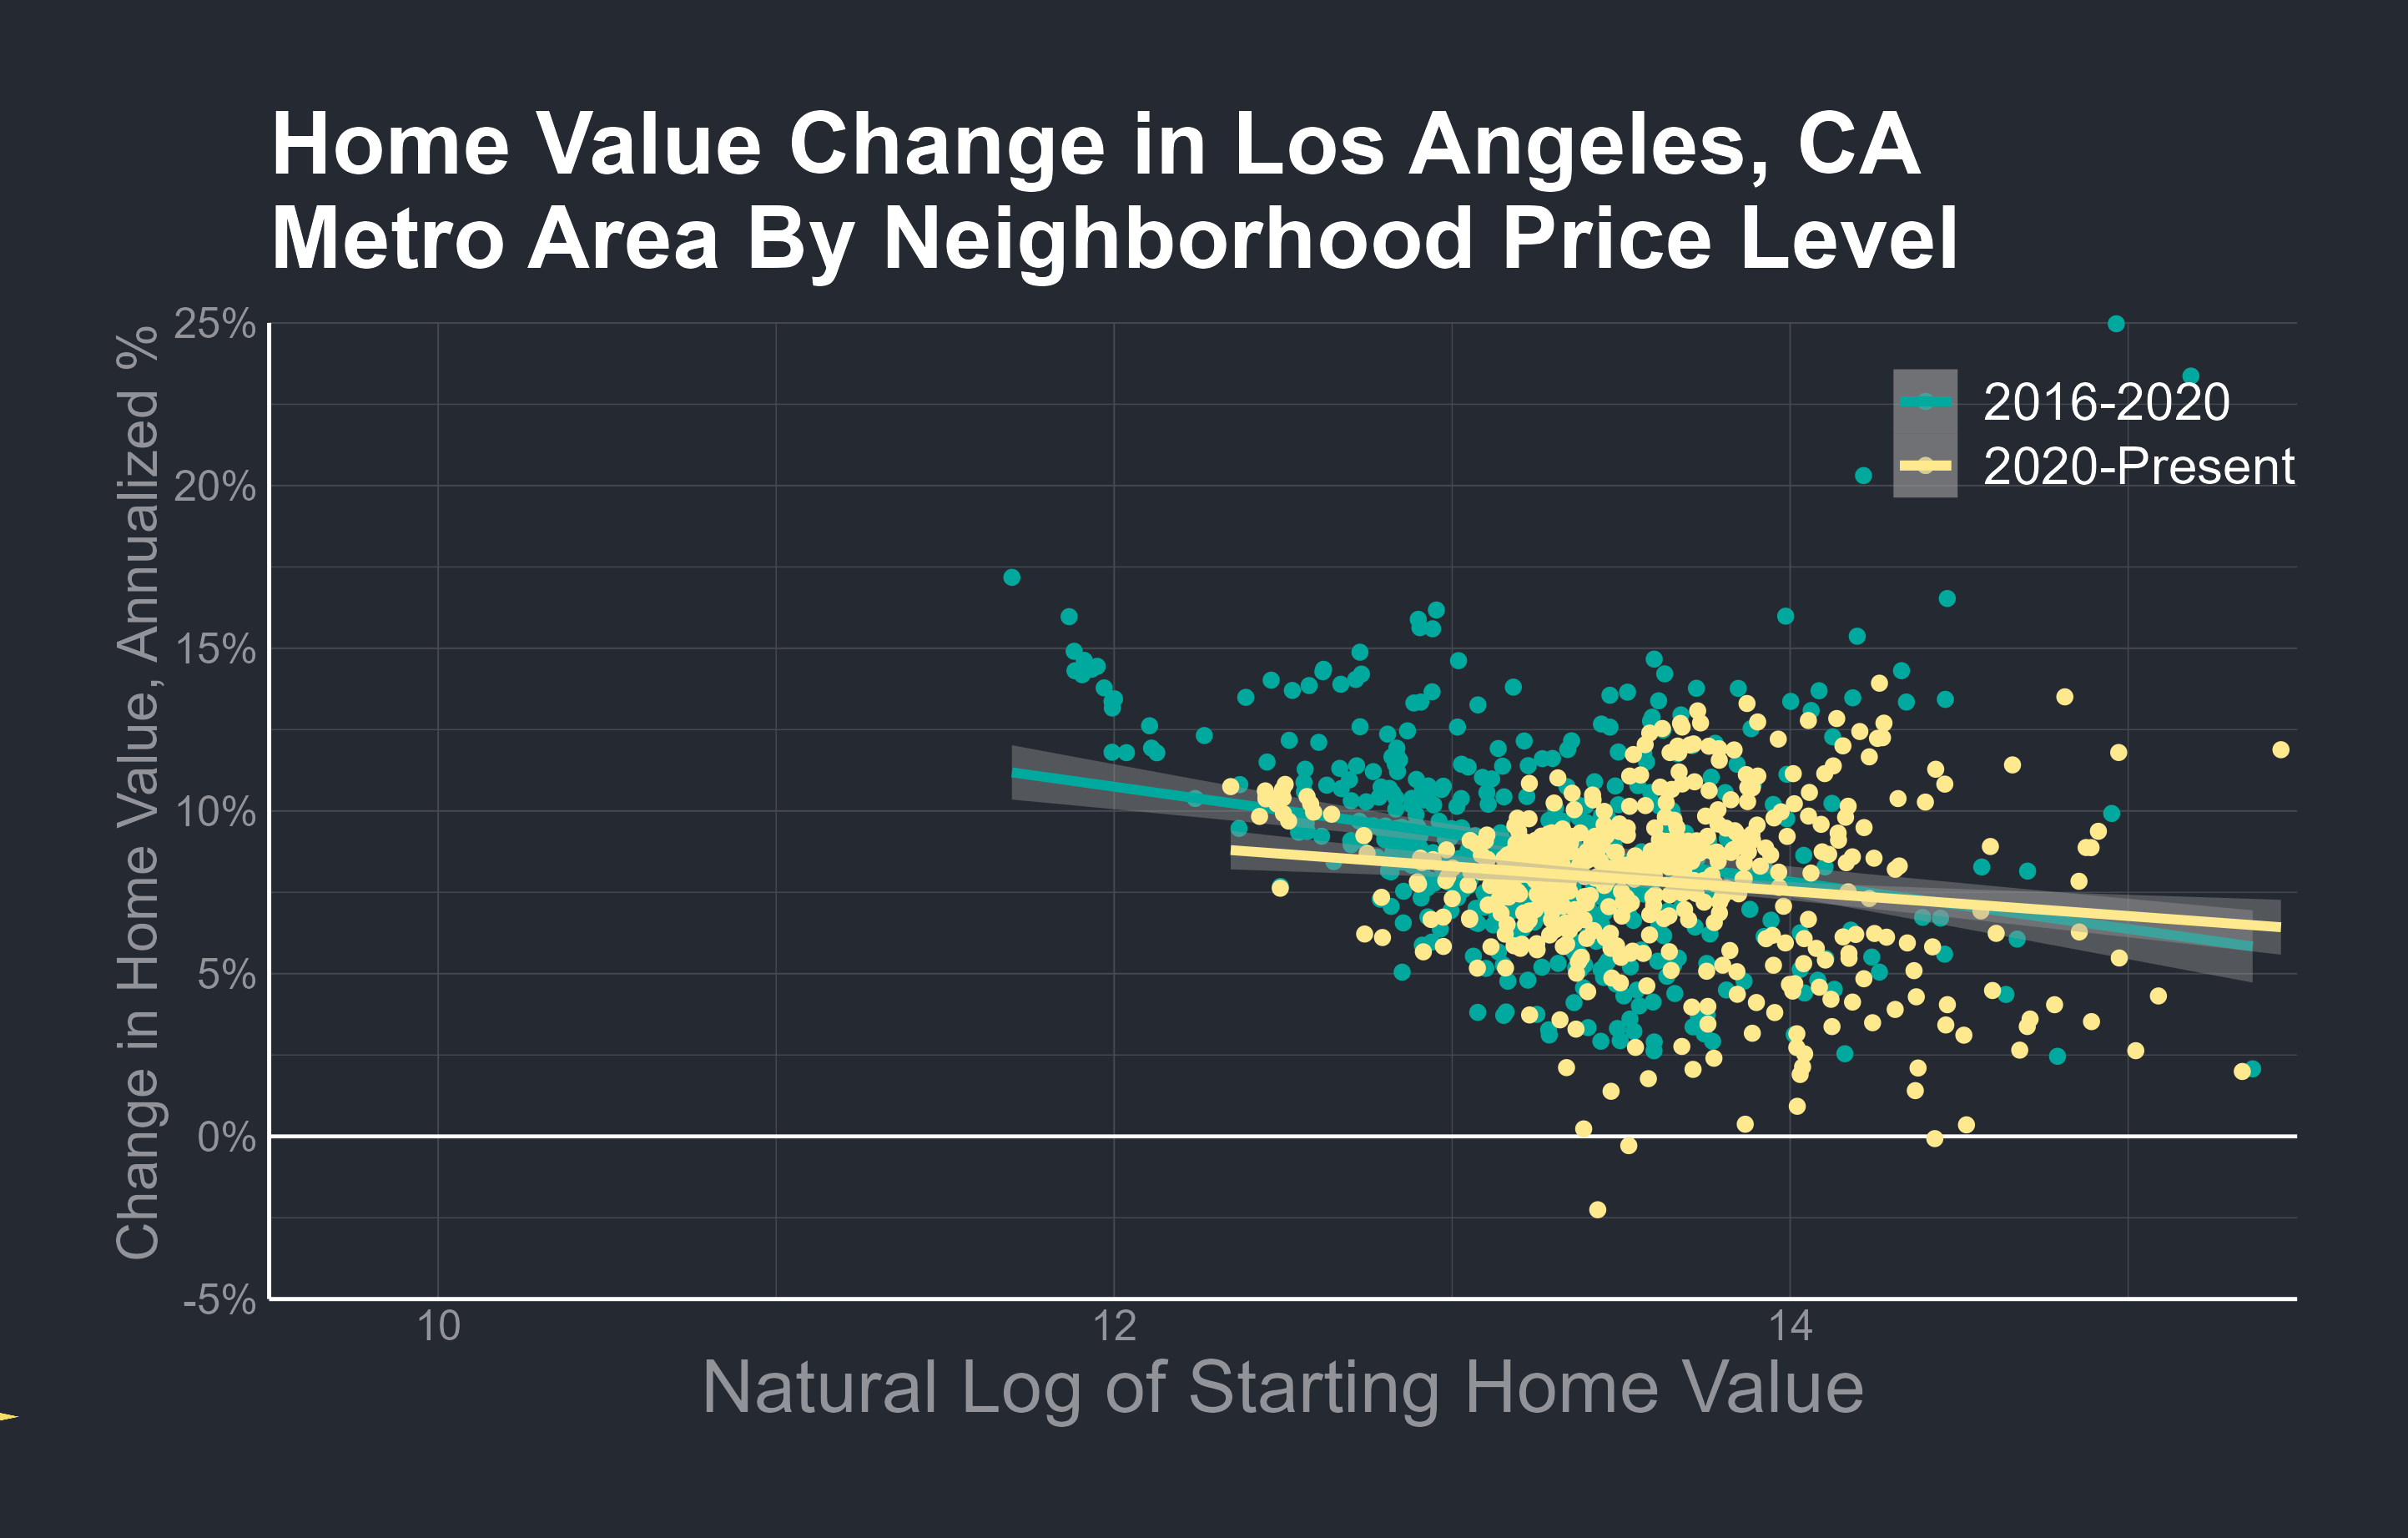 Home Value Change in Los Angeles, CA
Metro Area By Neighborhood Price Level
Change in Home Value, Annualized %
25%
20%
15%
10%
5%
0%
-5%
2016-2020
2020-Present
10
12
14
Natural Log of Starting Home Value